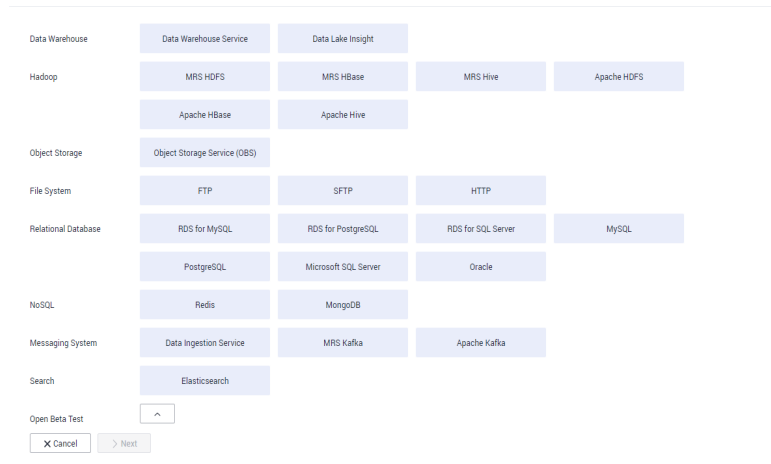 Data Warehouse Data Warehouse Service Data Lake Insight
Hadoop MRS HDFS MRS HBase MRS Hive Apache HDFS
Apache HBase Apache Hive
Object Storage Object Storage Service (OBS)
File System FTP SFTP HTTP
Relational Database RDS for MySQL RDS for PostgreSQL RDS for SQL Server MySQL
PostgreSQL Microsoft SQL Server Oracle
NoSQL Redis MongoDB
Messaging System Data Ingestion Service MRS Kafka Apache Kafka
Search Elasticsearch
Open Beta Test
Cancel Next